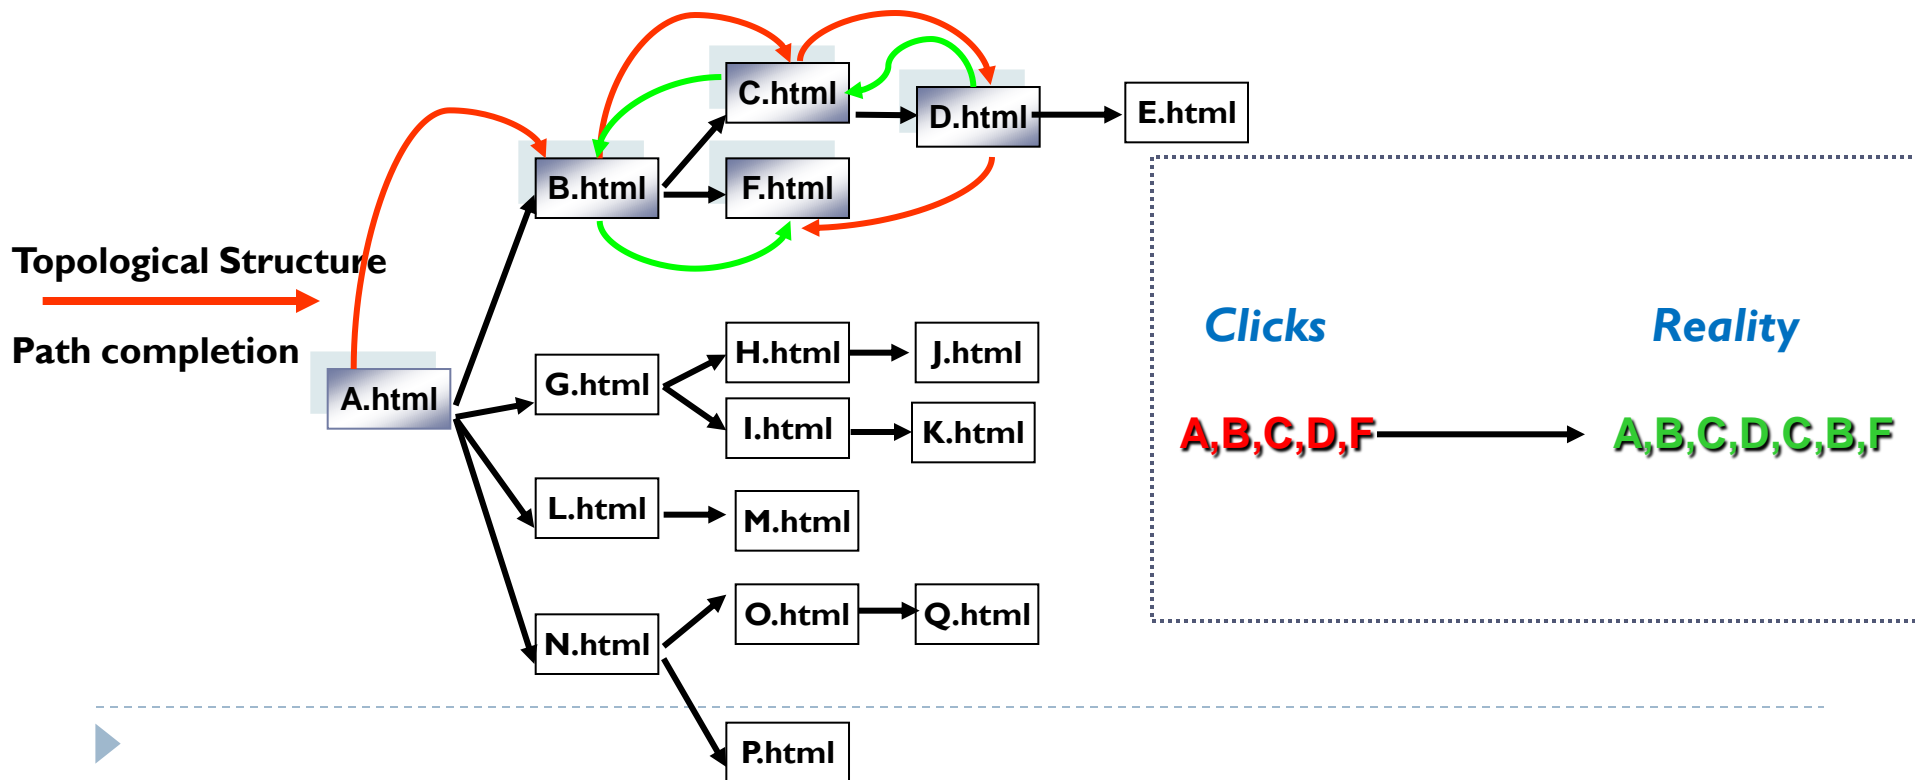 C.html
D.html
E.html
B.html
F.html
Topological Structure
Path completion
A.html
G.html
H.html
J.html
I.html
K.html
L.html
M.html
N.html
O.html
Q.html
P.html
Clicks
Reality
A,B,C,D,F
A,B,C,D,C,B,F